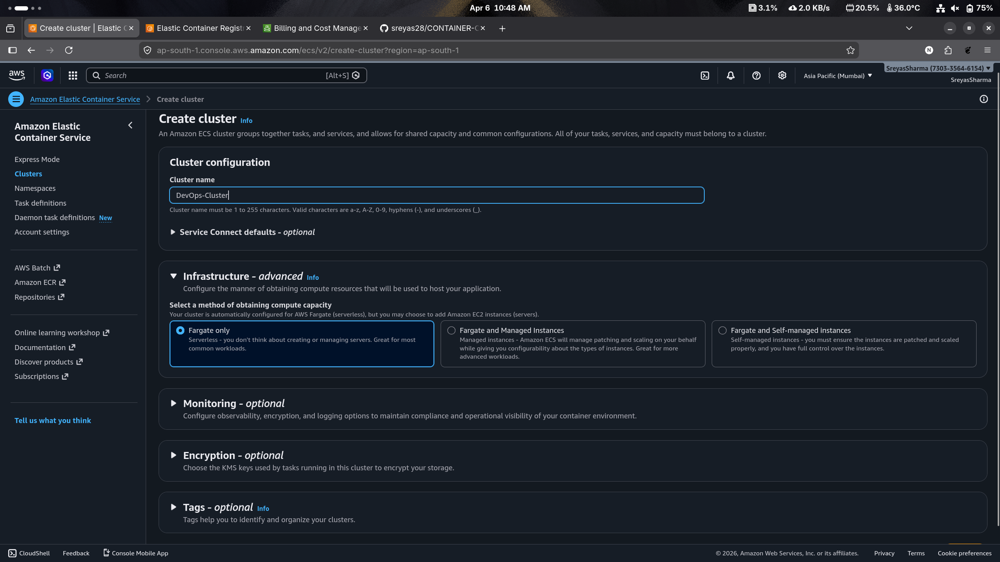 Apr 6 10:48 AM
3.1% 2.0 KB/s 20.5% 36.0°C 75%
Create cluster | Elastic C
Elastic Container Registr
Billing and Cost Manage
sreyas28/CONTAINER-C
ap-south-1.console.aws.amazon.com/ecs/v2/create-cluster?region=ap-south-1
N
aws
Search [Alt+S]
Asia Pacific (Mumbai)
SreyasSharma (7303-3564-6154)
SreyasSharma
Amazon Elastic Container Service
Create cluster
Amazon Elastic
Container Service
Express Mode
Clusters
Namespaces
Task definitions
Daemon task definitions New
Account settings
AWS Batch
Amazon ECR
Repositories
Online learning workshop
Documentation
Discover products
Subscriptions
Tell us what you think
Create cluster Info
An Amazon ECS cluster groups together tasks, and services, and allows for shared capacity and common configurations. All of your tasks, services, and capacity must belong to a cluster.
Cluster configuration
Cluster name
DevOps-Cluster
Cluster name must be 1 to 255 characters. Valid characters are a-z, A-Z, 0-9, hyphens (-), and underscores (_).
Service Connect defaults - optional
Infrastructure - advanced Info
Configure the manner of obtaining compute resources that will be used to host your application.
Select a method of obtaining compute capacity
Your cluster is automatically configured for AWS Fargate (serverless), but you may choose to add Amazon EC2 instances (servers).
Fargate only
Serverless - you don't think about creating or managing servers. Great for most
common workloads.
Fargate and Managed Instances
Managed instances - Amazon ECS will manage patching and scaling on your behalf
while giving you configurability about the types of instances. Great for more
advanced workloads.
Fargate and Self-managed instances
Self-managed instances - you must ensure the instances are patched and scaled
properly, and you have full control over the instances.
Monitoring - optional
Configure observability, encryption, and logging options to maintain compliance and operational visibility of your container environment.
Encryption - optional
Choose the KMS keys used by tasks running in this cluster to encrypt your storage.
Tags - optional Info
Tags help you to identify and organize your clusters.
CloudShell
Feedback
Console Mobile App
© 2026, Amazon Web Services, Inc. or its affiliates.
Privacy
Terms
Cookie preferences